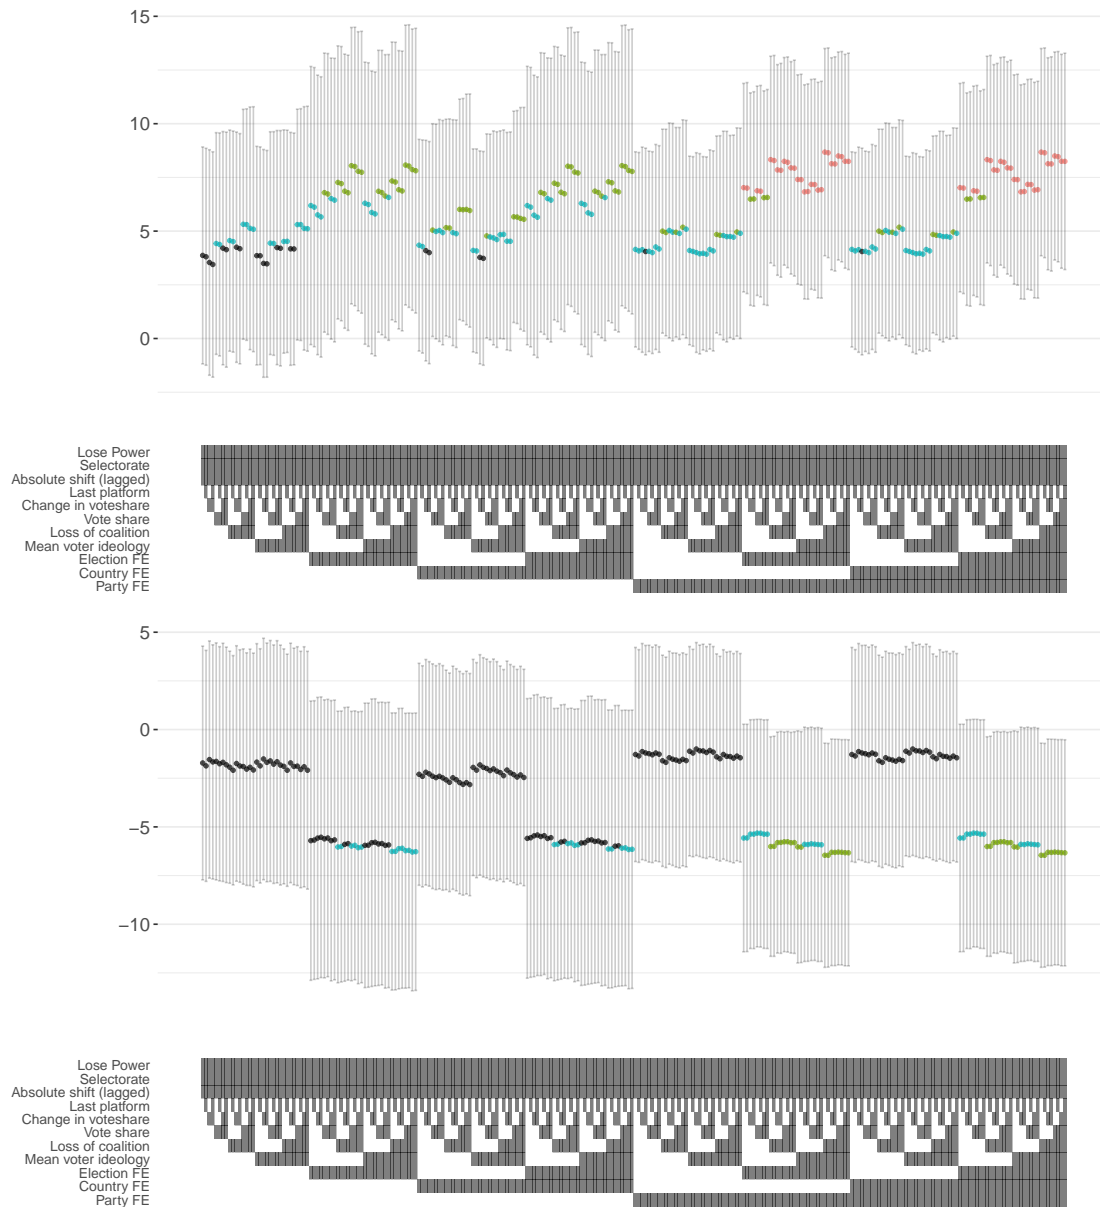 15
10
5
0
Lose Power
Selectorate
Absolute shift (lagged)
Last platform
Change in voteshare
Vote share
Loss of coalition
Mean voter ideology
Election FE
Country FE
Party FE
5
0
−5
−10
Lose Power
Selectorate
Absolute shift (lagged)
Last platform
Change in voteshare
Vote share
Loss of coalition
Mean voter ideology
Election FE
Country FE
Party FE